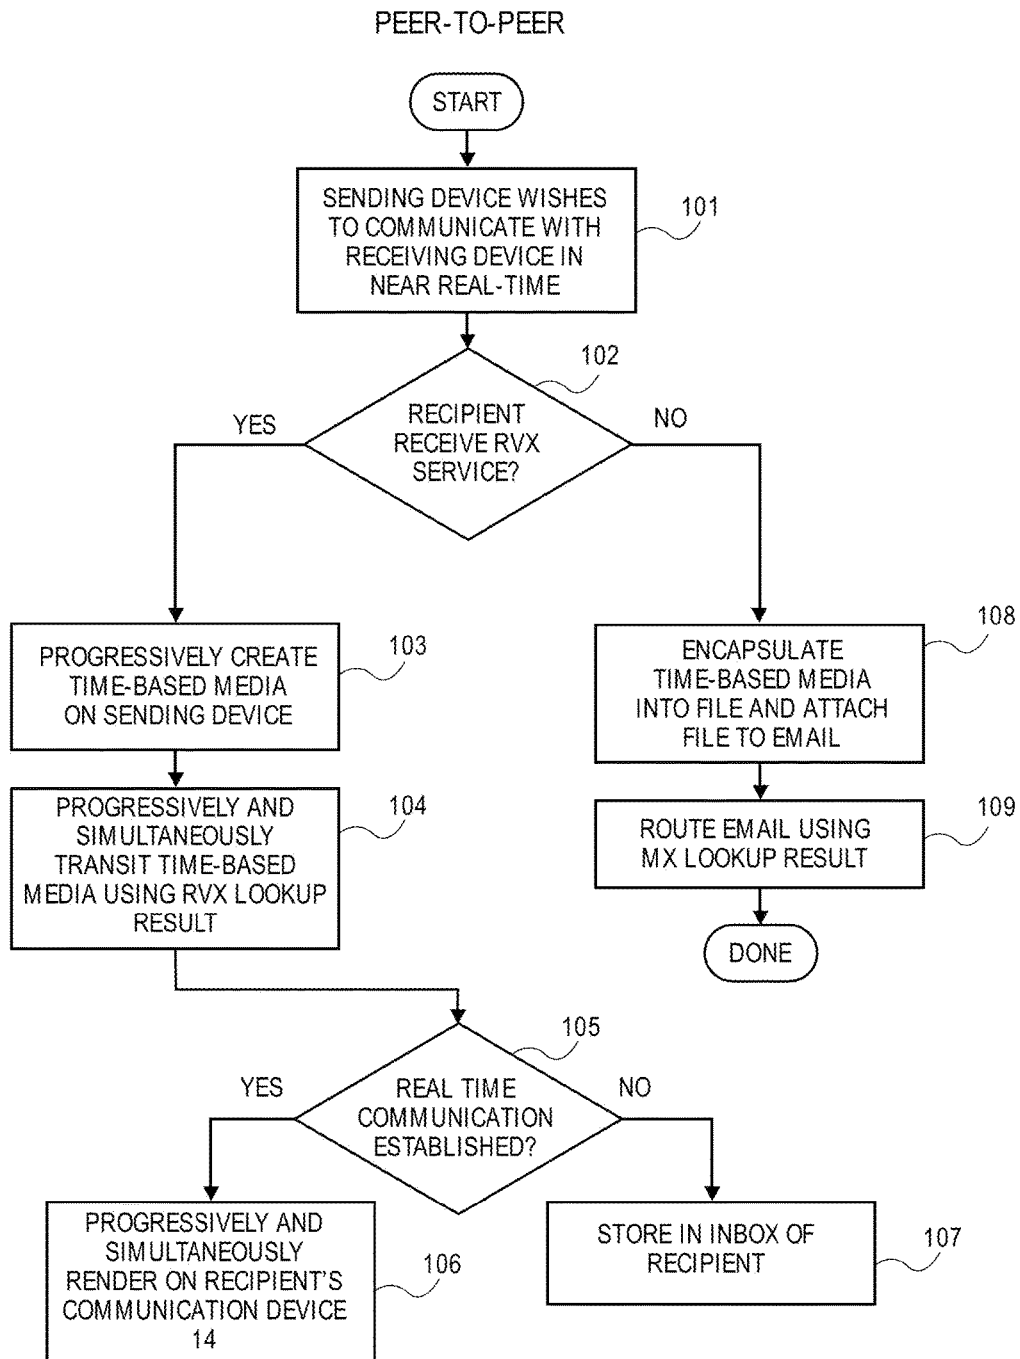 PEER-TO-PEER
START
SENDING DEVICE WISHES
TO COMMUNICATE WITH
RECEIVING DEVICE IN
NEAR REAL-TIME
101
102
RECIPIENT
RECEIVE RVX
SERVICE?
YES
NO
PROGRESSIVELY CREATE
TIME-BASED MEDIA
ON SENDING DEVICE
103
PROGRESSIVELY AND
SIMULTANEOUSLY
TRANSIT TIME-BASED
MEDIA USING RVX LOOKUP
RESULT
104
ENCAPSULATE
TIME-BASED MEDIA
INTO FILE AND ATTACH
FILE TO EMAIL
108
ROUTE EMAIL USING
MX LOOKUP RESULT
109
DONE
105
REAL TIME
COMMUNICATION
ESTABLISHED?
YES
NO
PROGRESSIVELY AND
SIMULTANEOUSLY
RENDER ON RECIPIENT'S
COMMUNICATION DEVICE
14
106
STORE IN INBOX OF
RECIPIENT
107